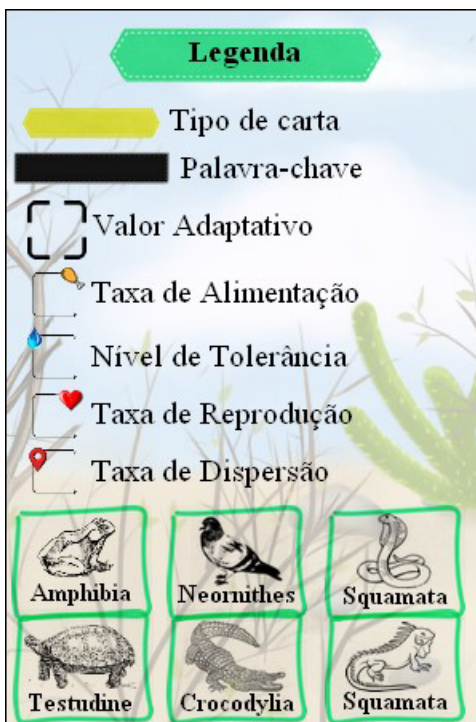 Legenda
Tipo de carta
Palavra-chave
Valor Adaptativo
Taxa de Alimentação
Nível de Tolerância
Taxa de Reprodução
Taxa de Dispersão
Amphibia
Neornithes
Squamata
Testudine
Crocodylia
Squamata